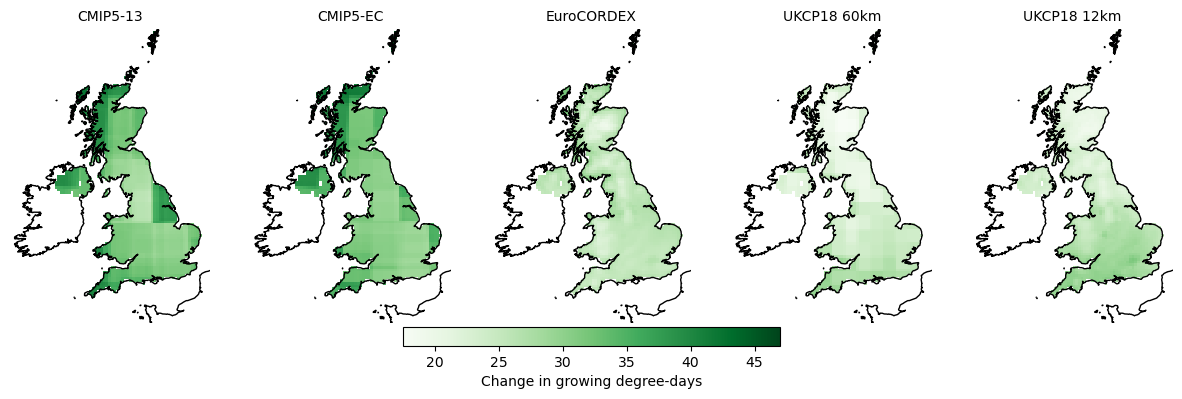 CMIP5-13 CMIP5-EC EuroCORDEX UKCP18 60km UKCP18 12km
20 25 30 35 40 45
Change in growing degree-days